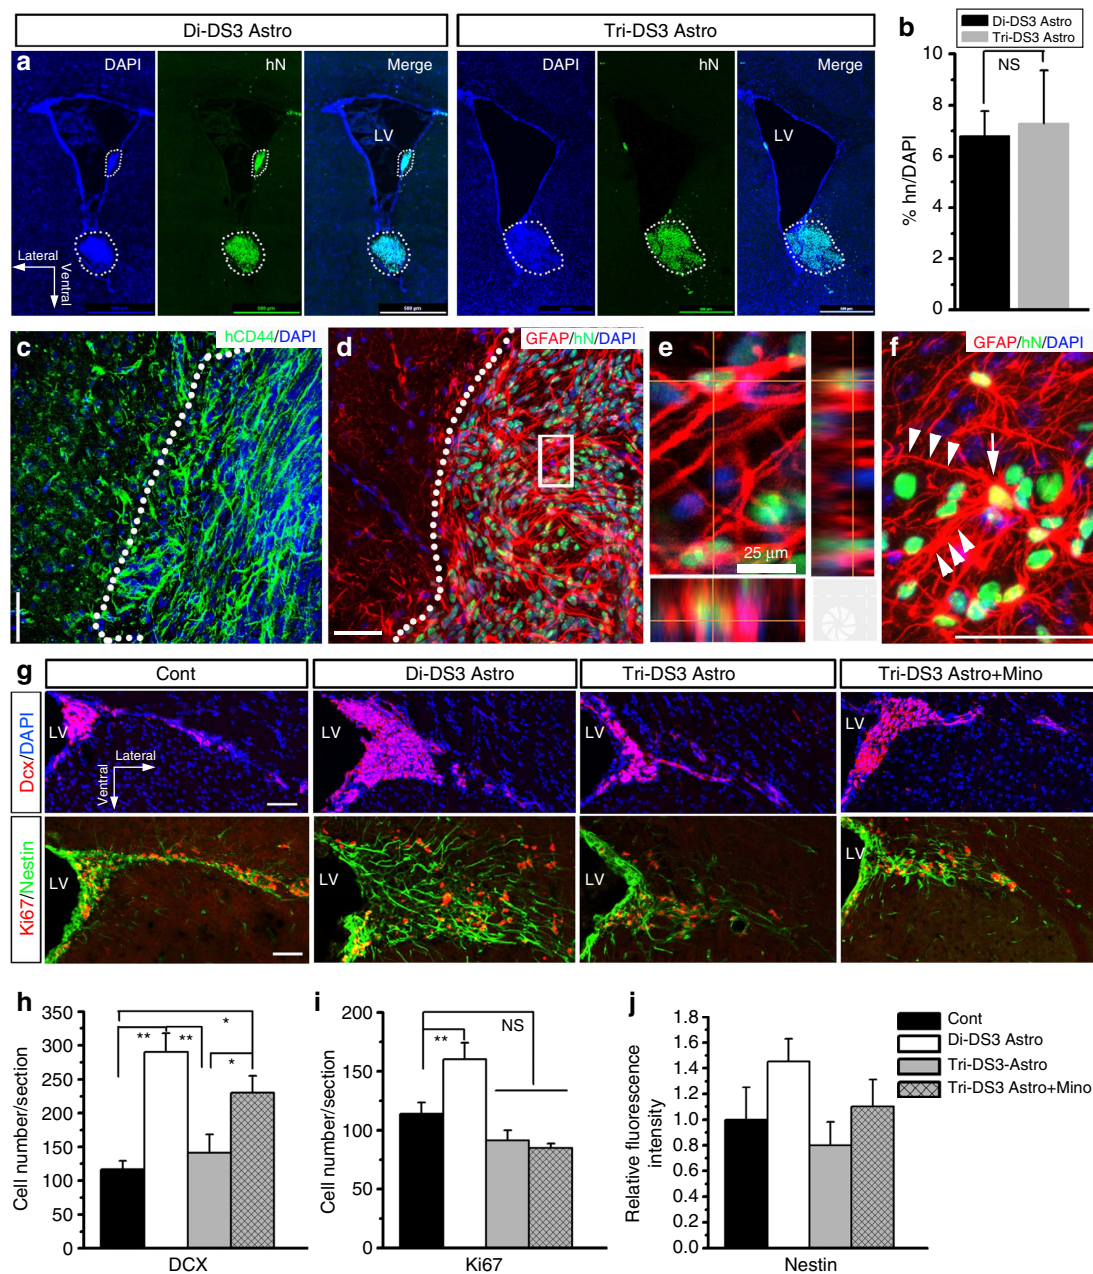 Di-DS3 Astro
Tri-DS3 Astro
a
DAPI
hN
Merge
DAPI
hN
Merge
LV
LV
Lateral
Ventral
500 µm
500 µm
b
Di-DS3 Astro
Tri-DS3 Astro
NS
% hn/DAPI
10
8
6
4
2
0
c
hCD44/DAPI
d
GFAP/hN/DAPI
e
25 µm
f
GFAP/hN/DAPI
g
Cont
Di-DS3 Astro
Tri-DS3 Astro
Tri-DS3 Astro+Mino
Dcx/DAPI
LV
Lateral
Ventral
LV
LV
LV
Ki67/Nestin
LV
LV
LV
LV
h
Cell number/section
350
300
250
200
150
100
50
0
**
**
*
*
DCX
i
Cell number/section
200
150
100
50
0
**
NS
Ki67
j
Relative fluorescence
intensity
1.8
1.6
1.4
1.2
1.0
0.8
0.6
0.4
0.2
0.0
Nestin
Cont
Di-DS3 Astro
Tri-DS3-Astro
Tri-DS3 Astro+Mino